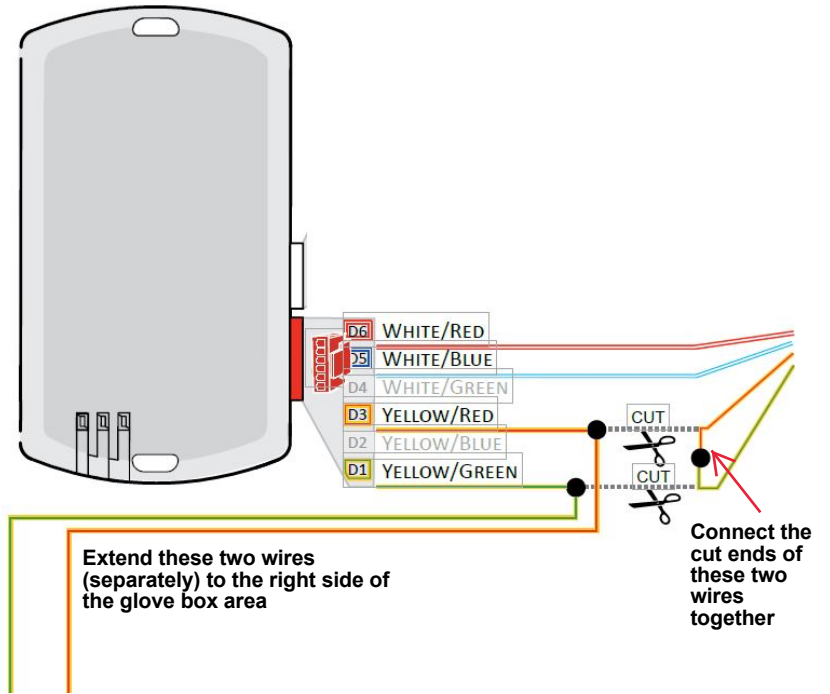 D6 WHITE/RED
D5 WHITE/BLUE
D4 WHITE/GREEN
D3 YELLOW/RED
CUT
D2 YELLOW/BLUE
D1 YELLOW/GREEN
CUT
Connect the
cut ends of
these two
wires
together
Extend these two wires
(separately) to the right side of
the glove box area